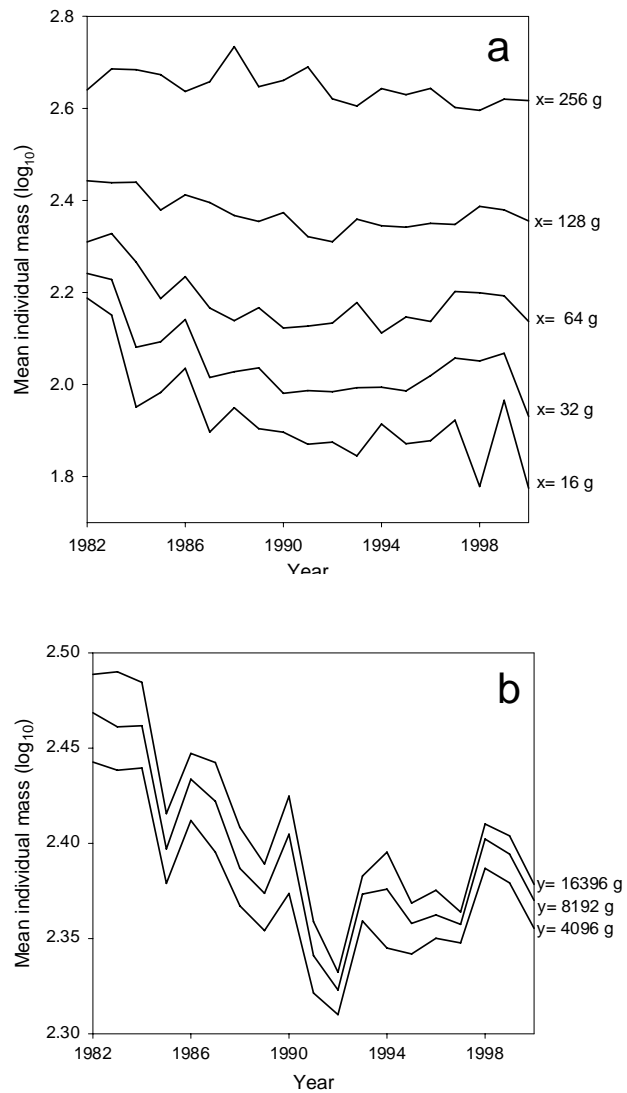 2.8
a
2.6
x= 256 g
2.4
x= 128 g
2.2
x= 64 g
2.0
x= 32 g
1.8
x= 16 g
Mean individual mass (log10)
1982 1986 1990 1994 1998
Year
2.50
b
2.45
2.40
y= 16396 g
y= 8192 g
y= 4096 g
2.35
2.30
Mean individual mass (log10)
1982 1986 1990 1994 1998
Year